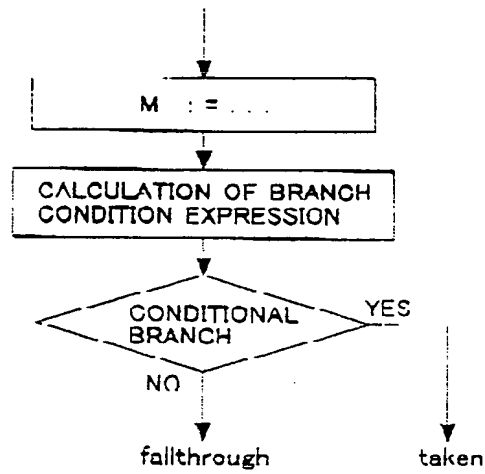 M := ...
CALCULATION OF BRANCH
CONDITION EXPRESSION
CONDITIONAL
BRANCH
YES
NO
fallthrough
taken